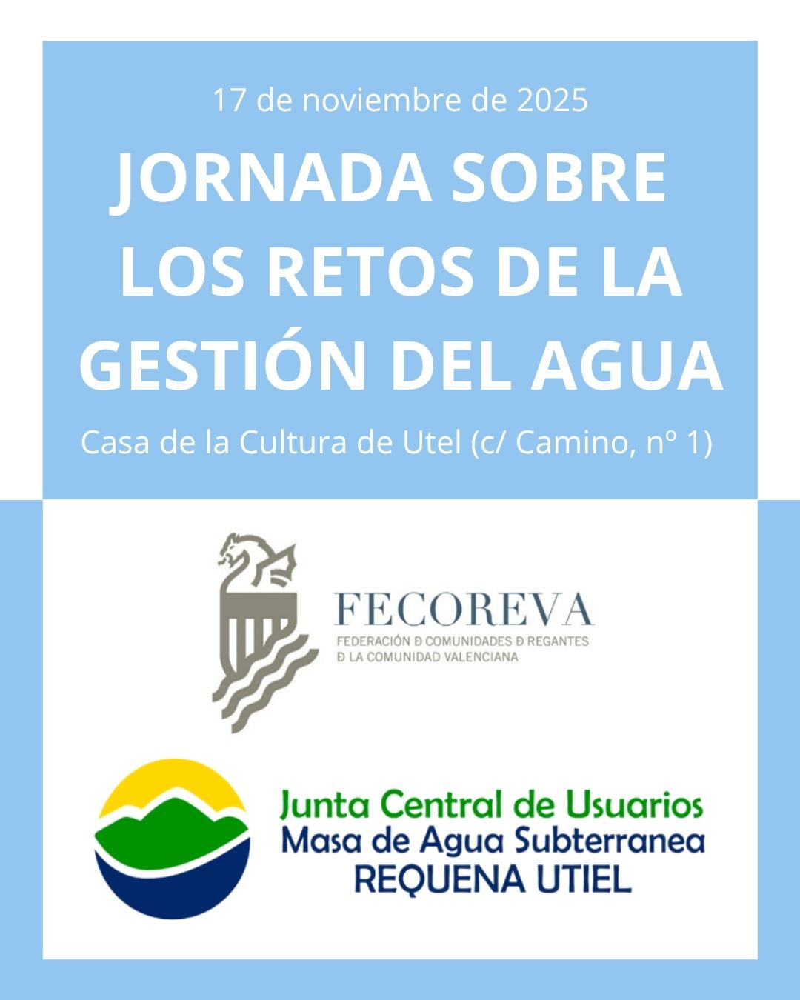 17 de noviembre de 2025
JORNADA SOBRE
LOS RETOS DE LA
GESTIÓN DEL AGUA
Casa de la Cultura de Utel (c/ Camino, nº 1)
FECOREVA
FEDERACIÓN Ð COMUNIDADES Ð REGANTES
Ð LA COMUNIDAD VALENCIANA
Junta Central de Usuarios
Masa de Agua Subterranea
REQUENA UTIEL